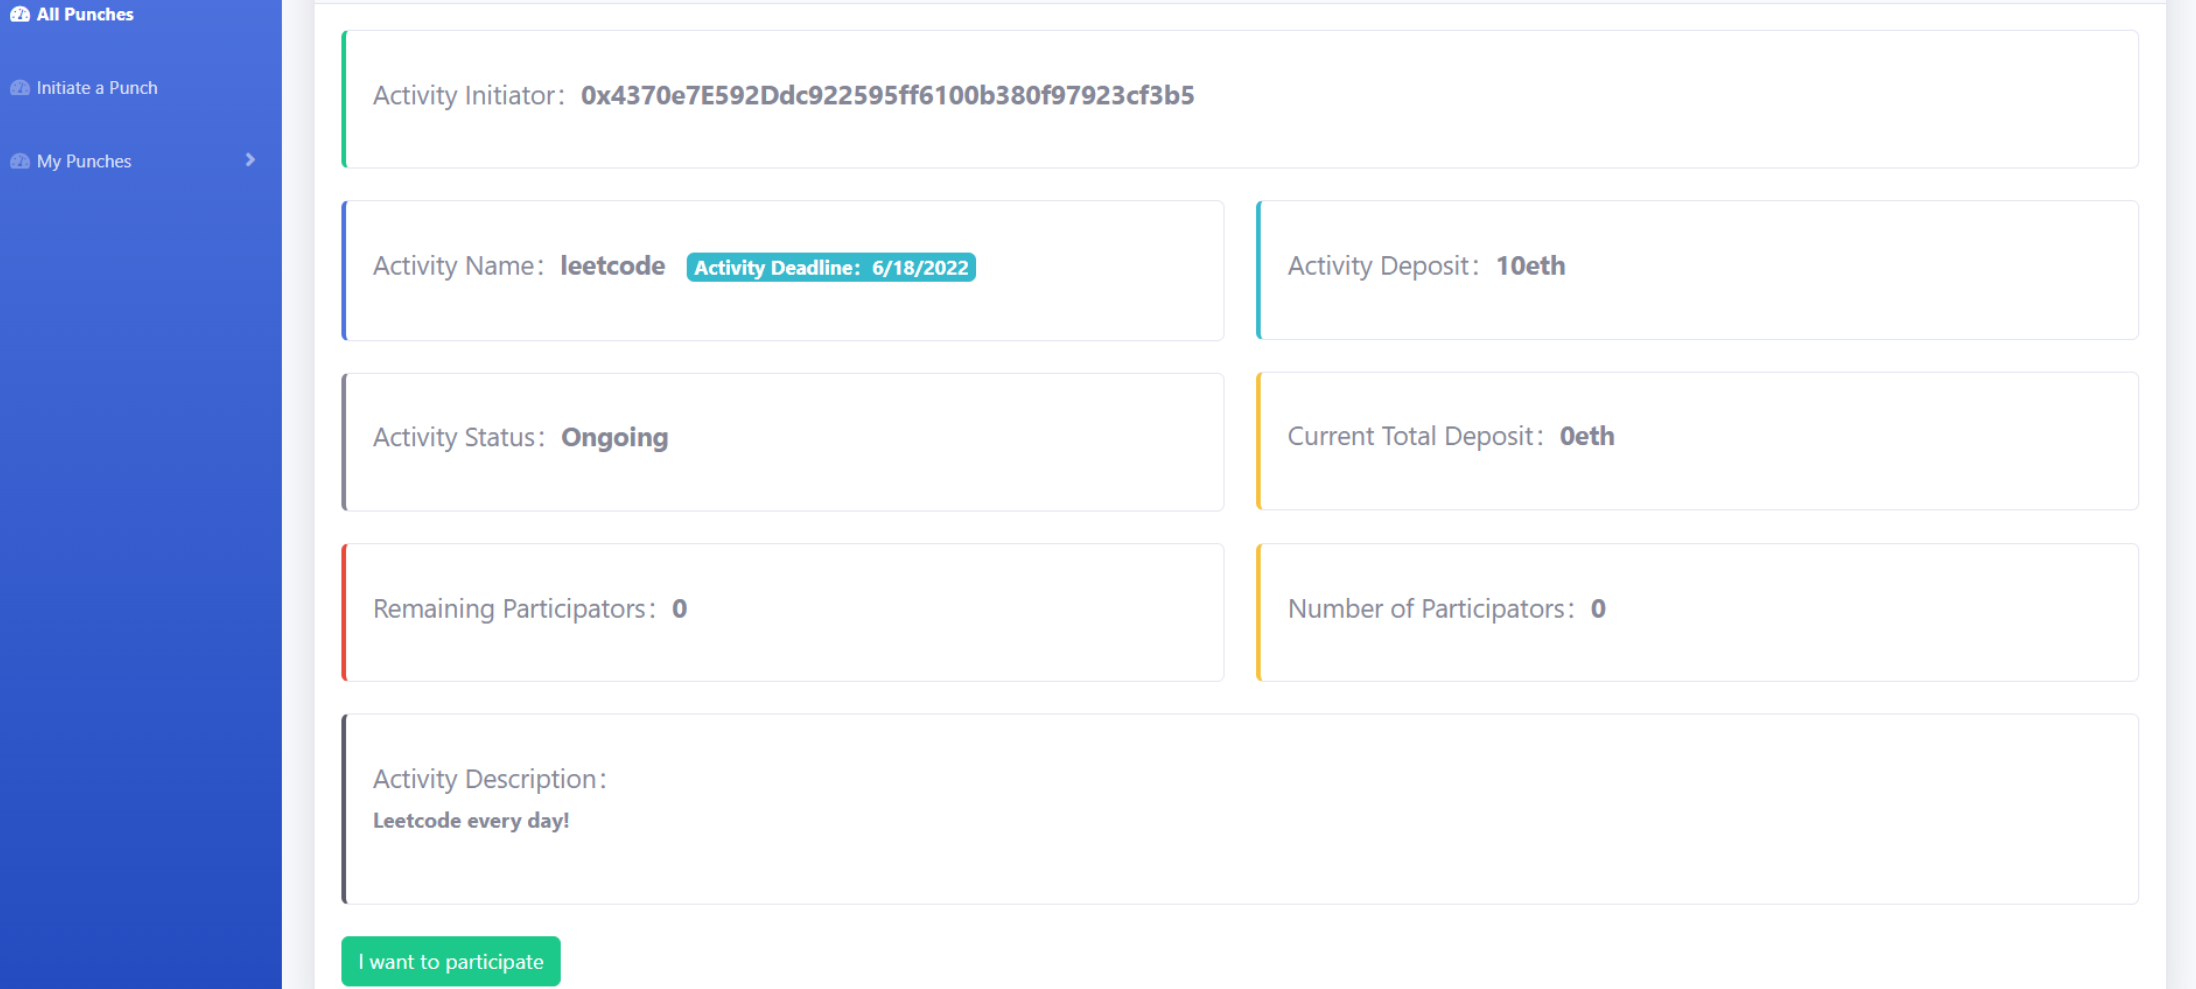 All Punches
Initiate a Punch
My Punches
Activity Initiator：0x4370e7E592Ddc922595ff6100b380f97923cf3b5
Activity Name：leetcode Activity Deadline：6/18/2022
Activity Deposit：10eth
Activity Status：Ongoing
Current Total Deposit：0eth
Remaining Participators：0
Number of Participators：0
Activity Description：
Leetcode every day!
I want to participate